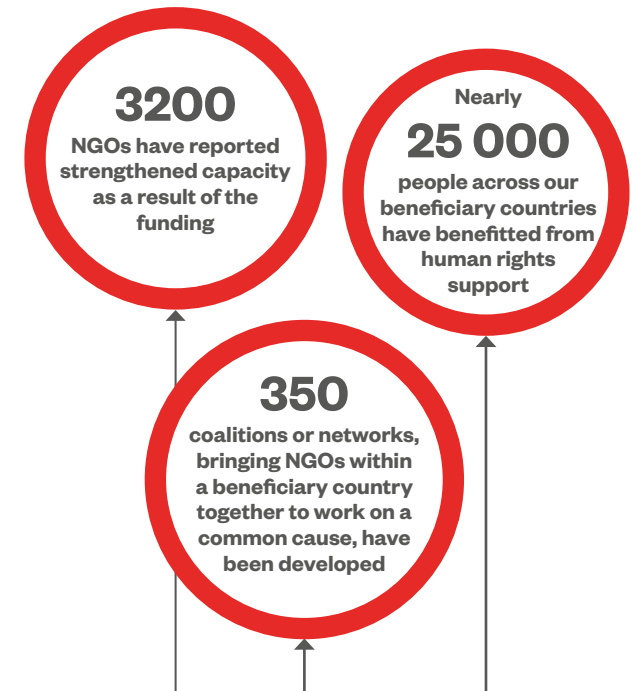 3200
NGOs have reported
strengthened capacity
as a result of the
funding
Nearly
25 000
people across our
beneficiary countries
have benefitted from
human rights
support
350
coalitions or networks,
bringing NGOs within
a beneficiary country
together to work on a
common cause, have
been developed